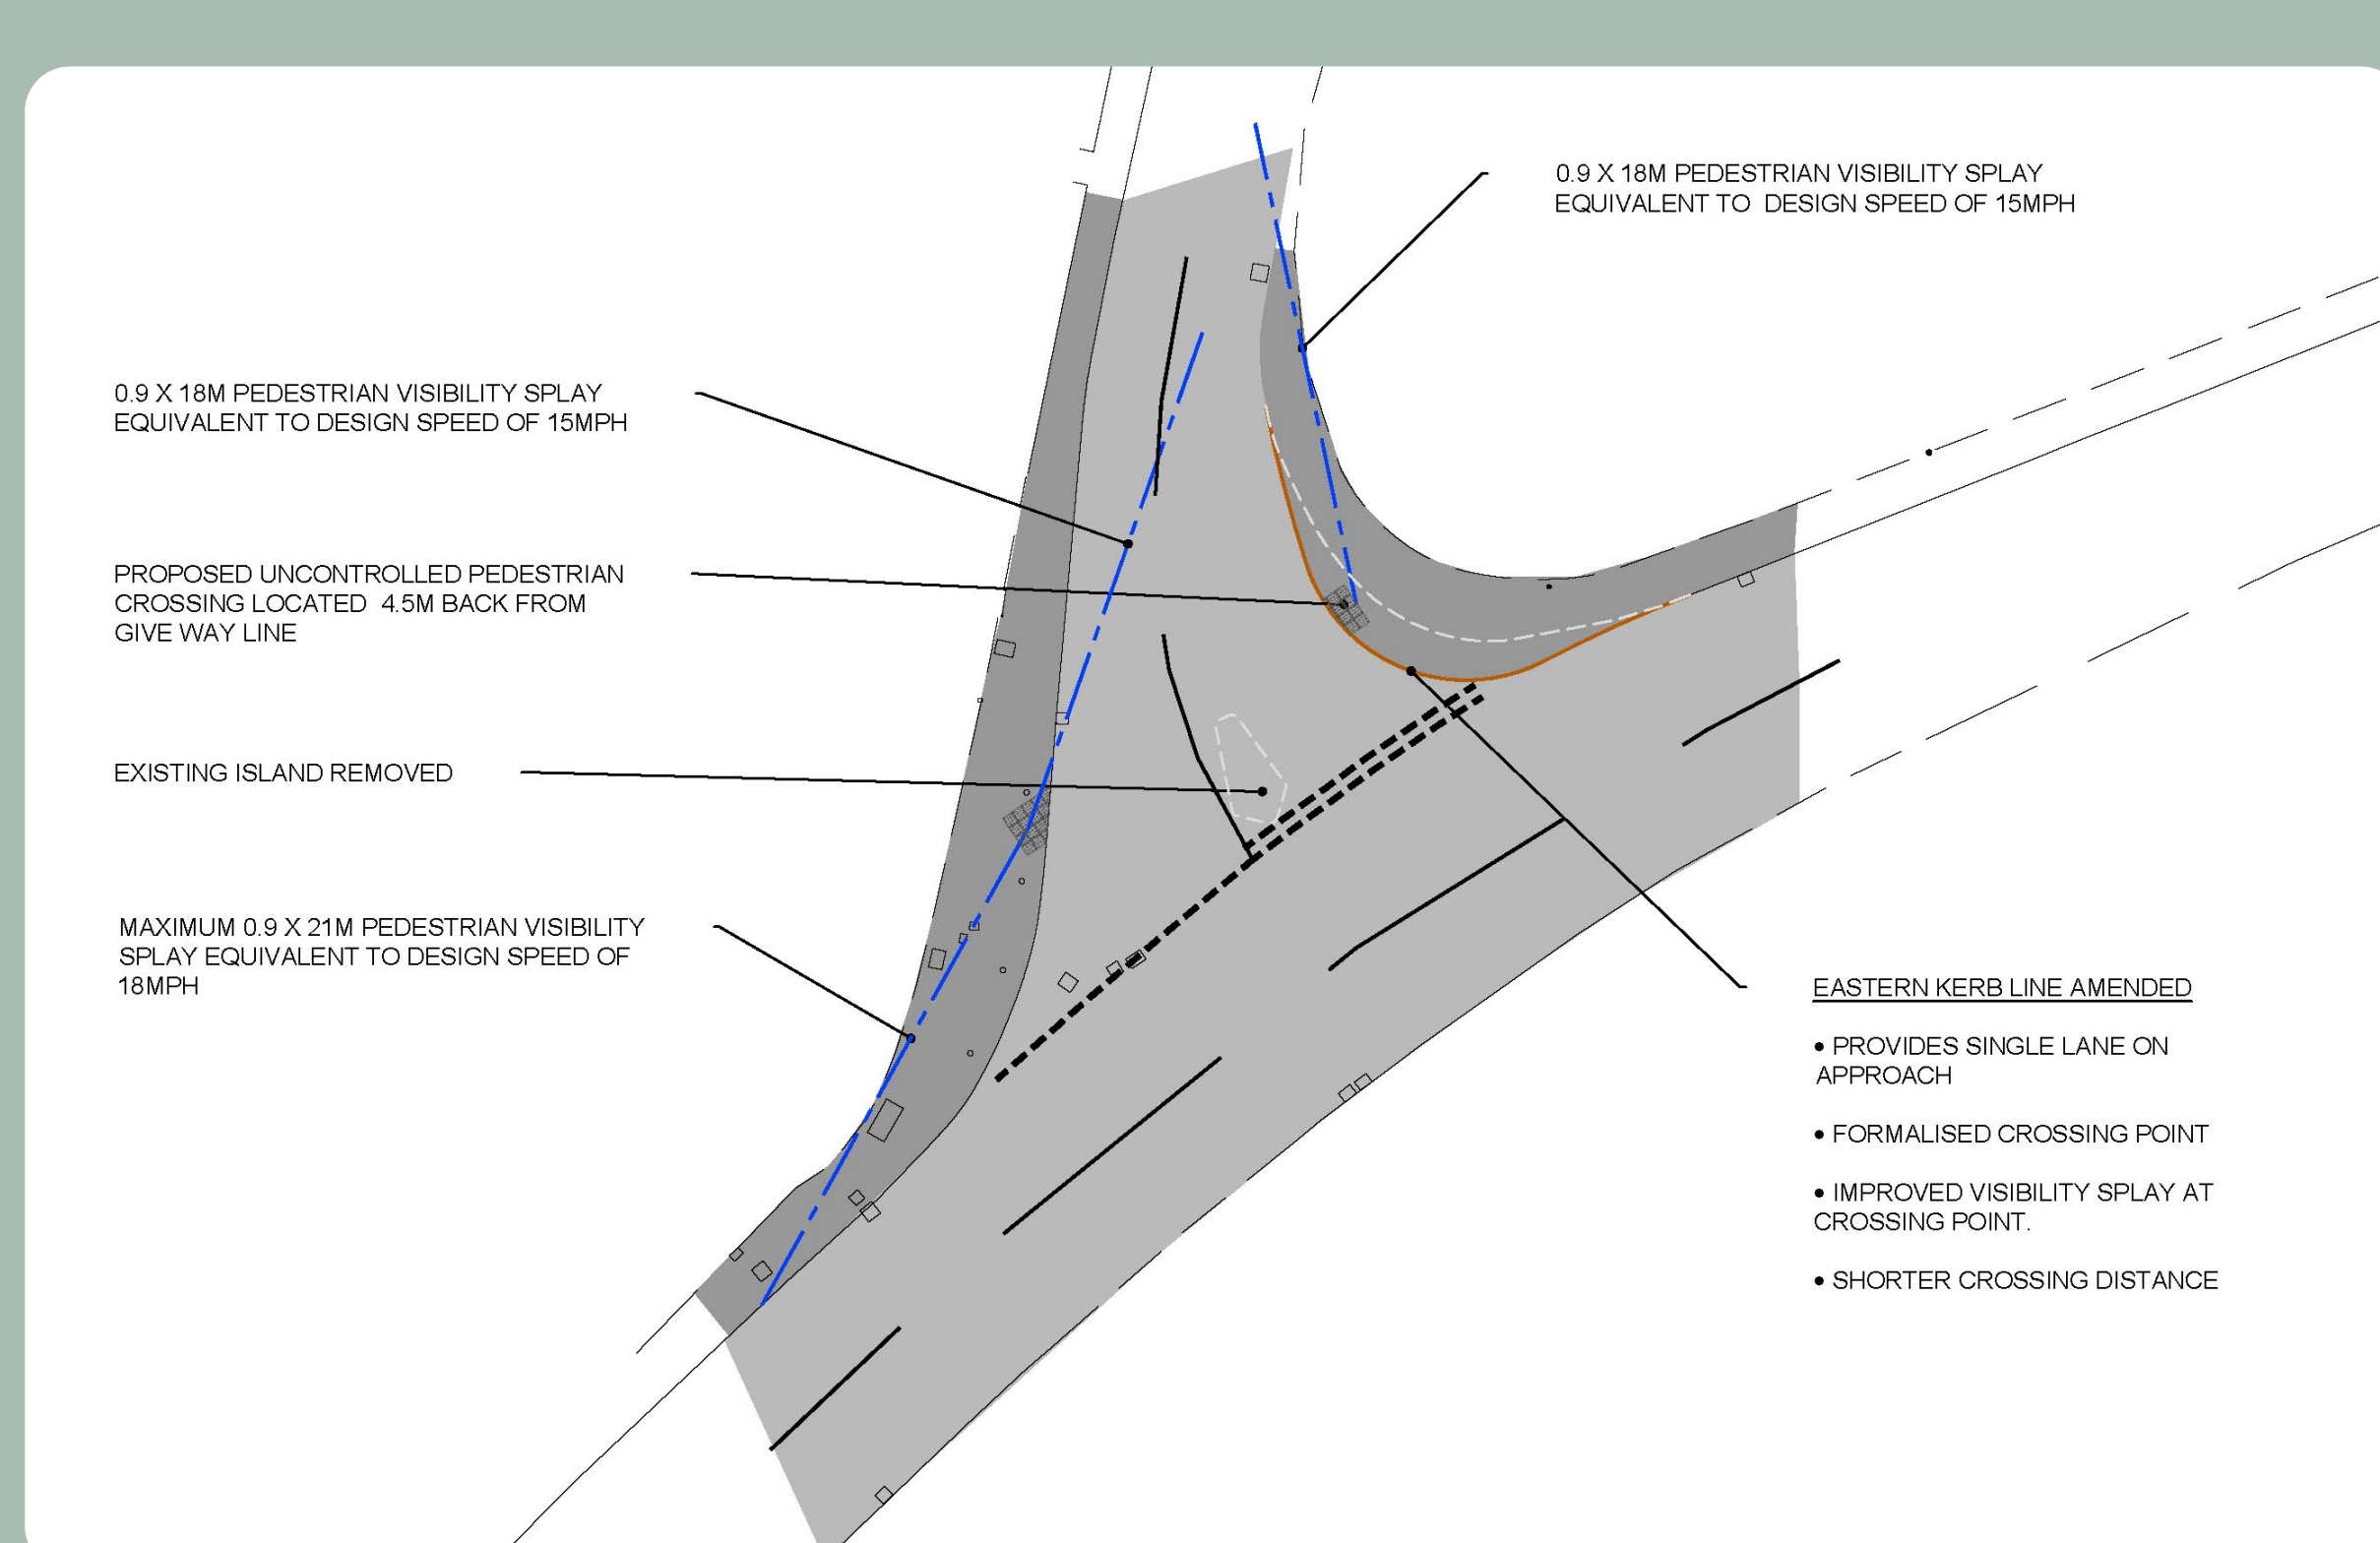 0.9 X 18M PEDESTRIAN VISIBILITY SPLAY
EQUIVALENT TO  DESIGN SPEED OF 15MPH
0.9 X 18M PEDESTRIAN VISIBILITY SPLAY
EQUIVALENT TO DESIGN SPEED OF 15MPH
PROPOSED UNCONTROLLED PEDESTRIAN
CROSSING LOCATED  4.5M BACK FROM
GIVE WAY LINE
EXISTING ISLAND REMOVED
MAXIMUM 0.9 X 21M PEDESTRIAN VISIBILITY
SPLAY EQUIVALENT TO DESIGN SPEED OF
18MPH
EASTERN KERB LINE AMENDED
• PROVIDES SINGLE LANE ON
APPROACH
• FORMALISED CROSSING POINT
• IMPROVED VISIBILITY SPLAY AT
CROSSING POINT.
• SHORTER CROSSING DISTANCE